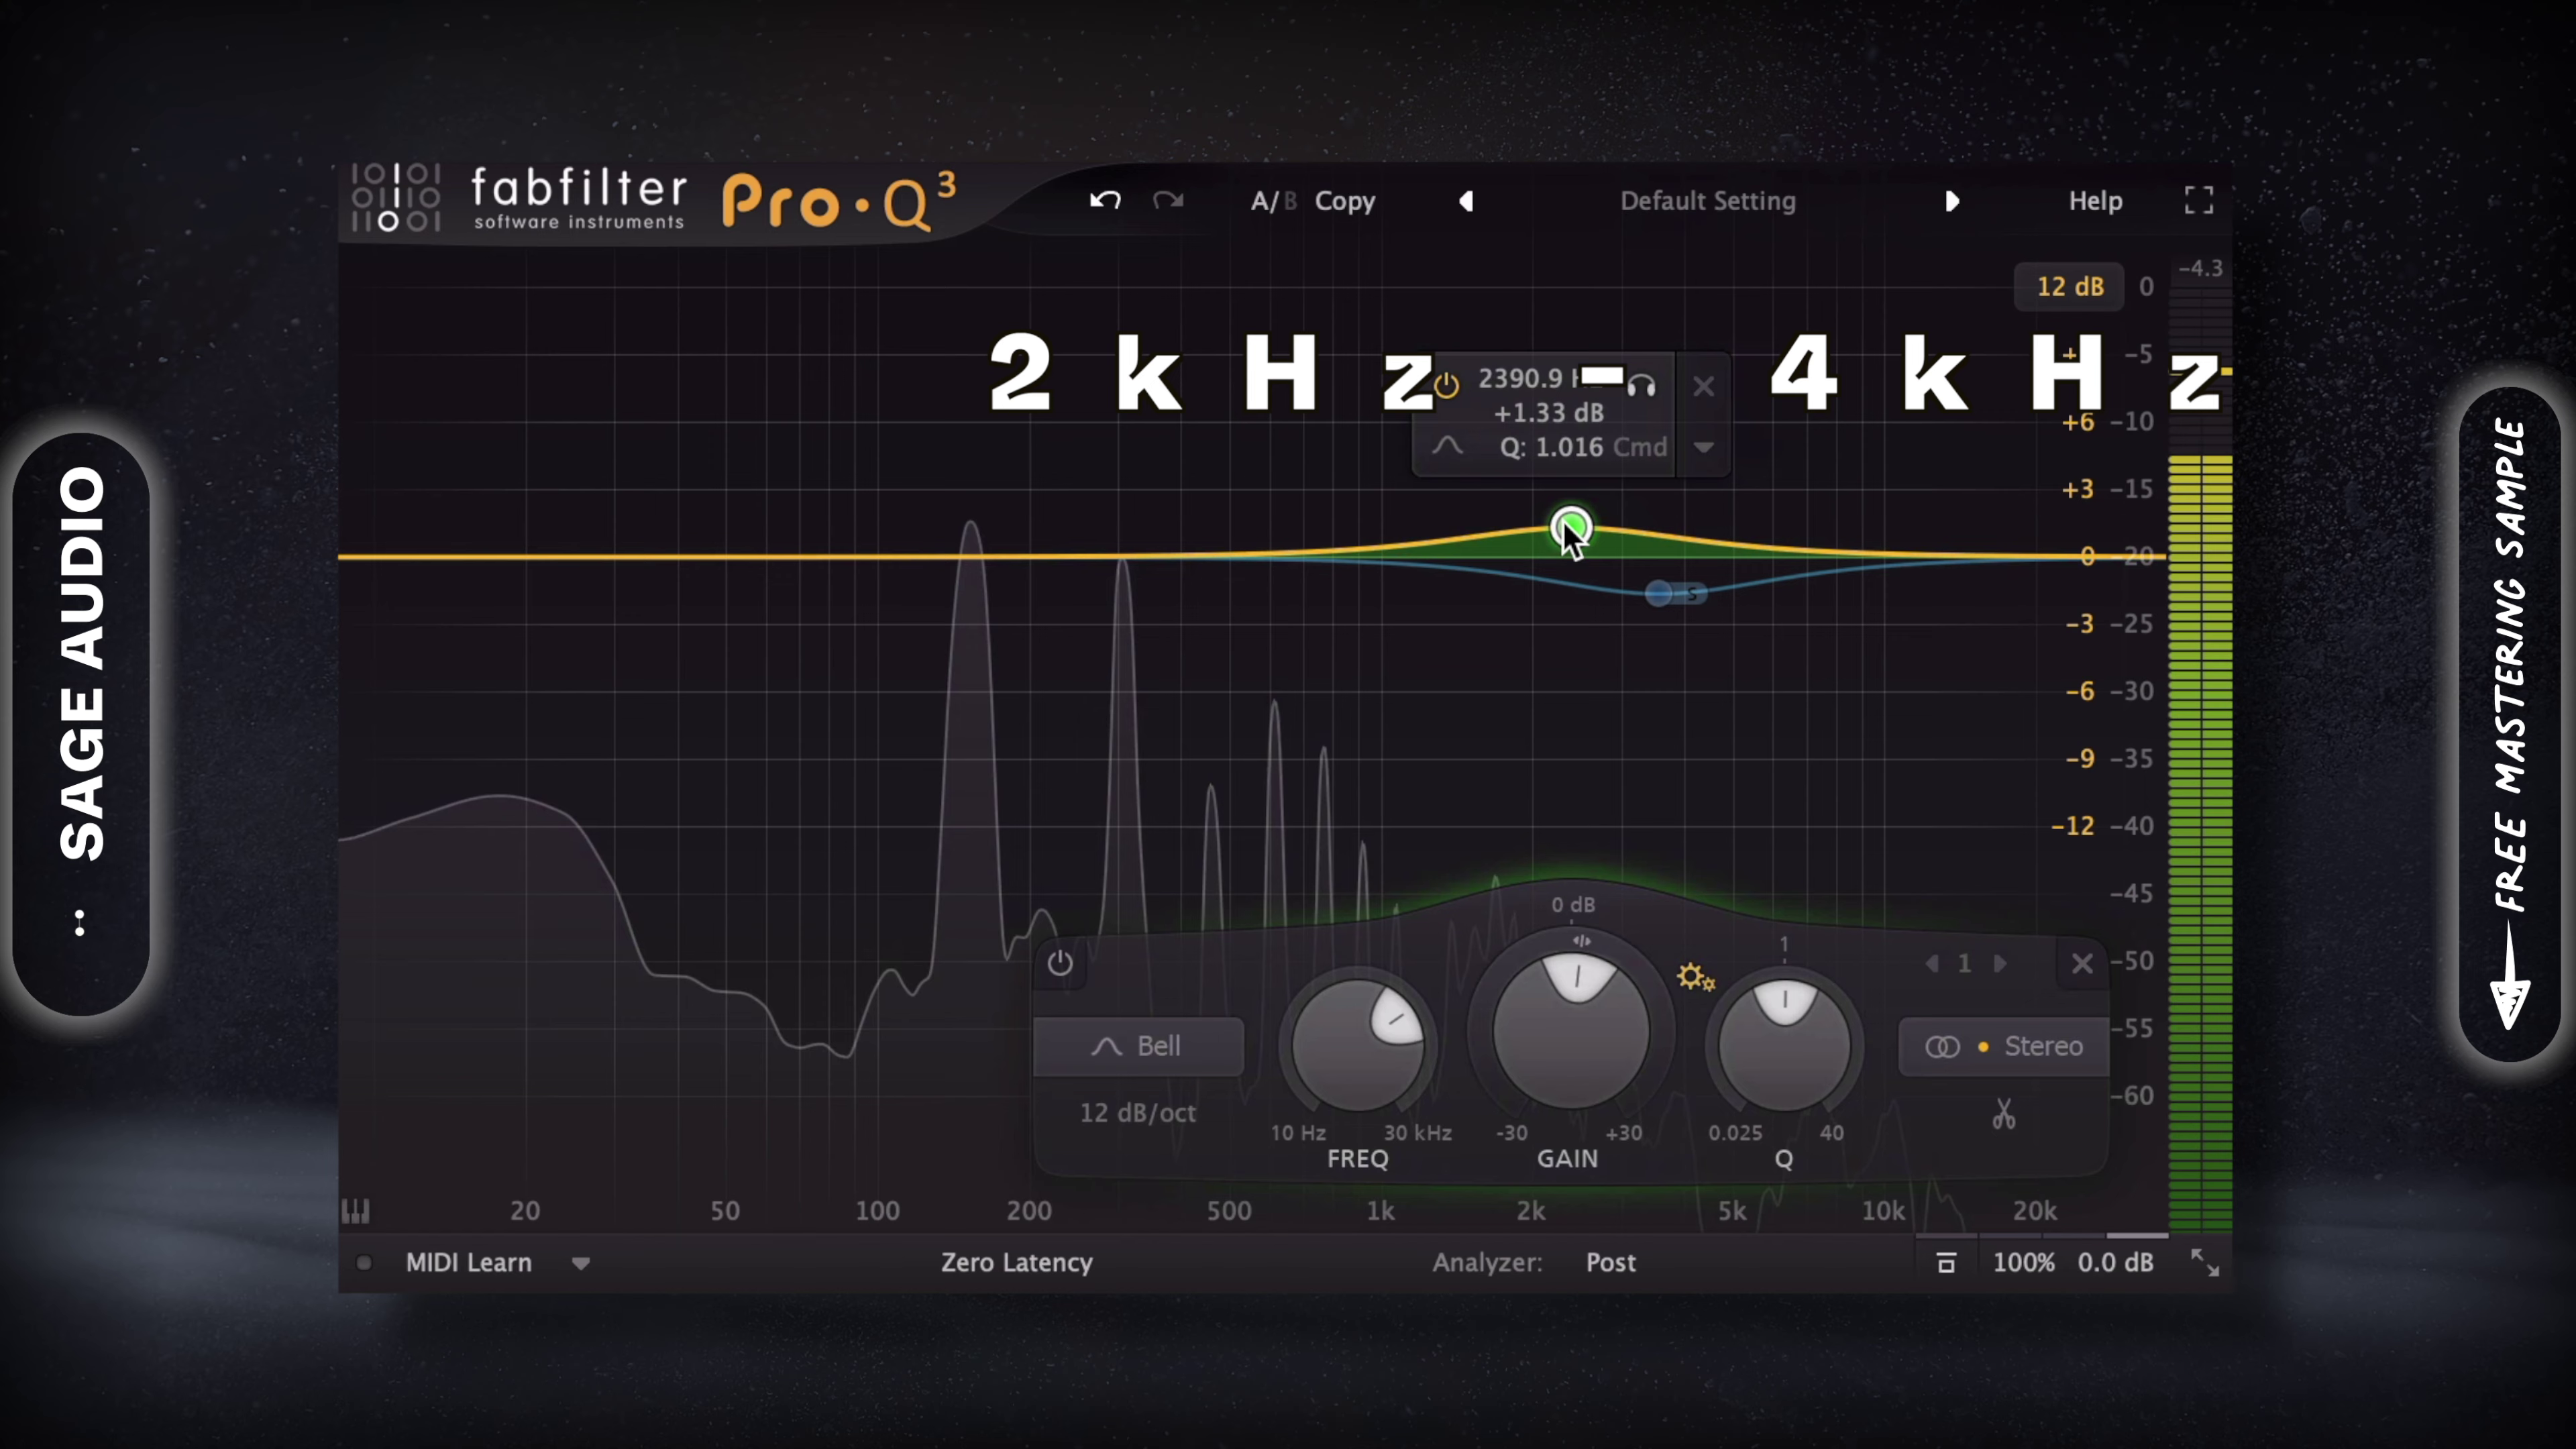 fabfilter
software instruments
Pro·Q 3
A/B Copy
Default Setting
Help
12 dB
0
-4.3
2 kHz - 4 kHz
2390.9
+1.33 dB
Q: 1.016 Cmd
-5
+6 -10
+3 -15
0 -20
-3 -25
-6 -30
-9 -35
-12 -40
-45
-50
-55
-60
SAGE AUDIO
FREE MASTERING SAMPLE
0 dB
1
1
Bell
12 dB/oct
10 Hz
30 kHz
FREQ
-30
+30
GAIN
0.025
40
Q
Stereo
S
20 50 100 200 500 1k 2k 5k 10k 20k
MIDI Learn
Zero Latency
Analyzer: Post
100% 0.0 dB